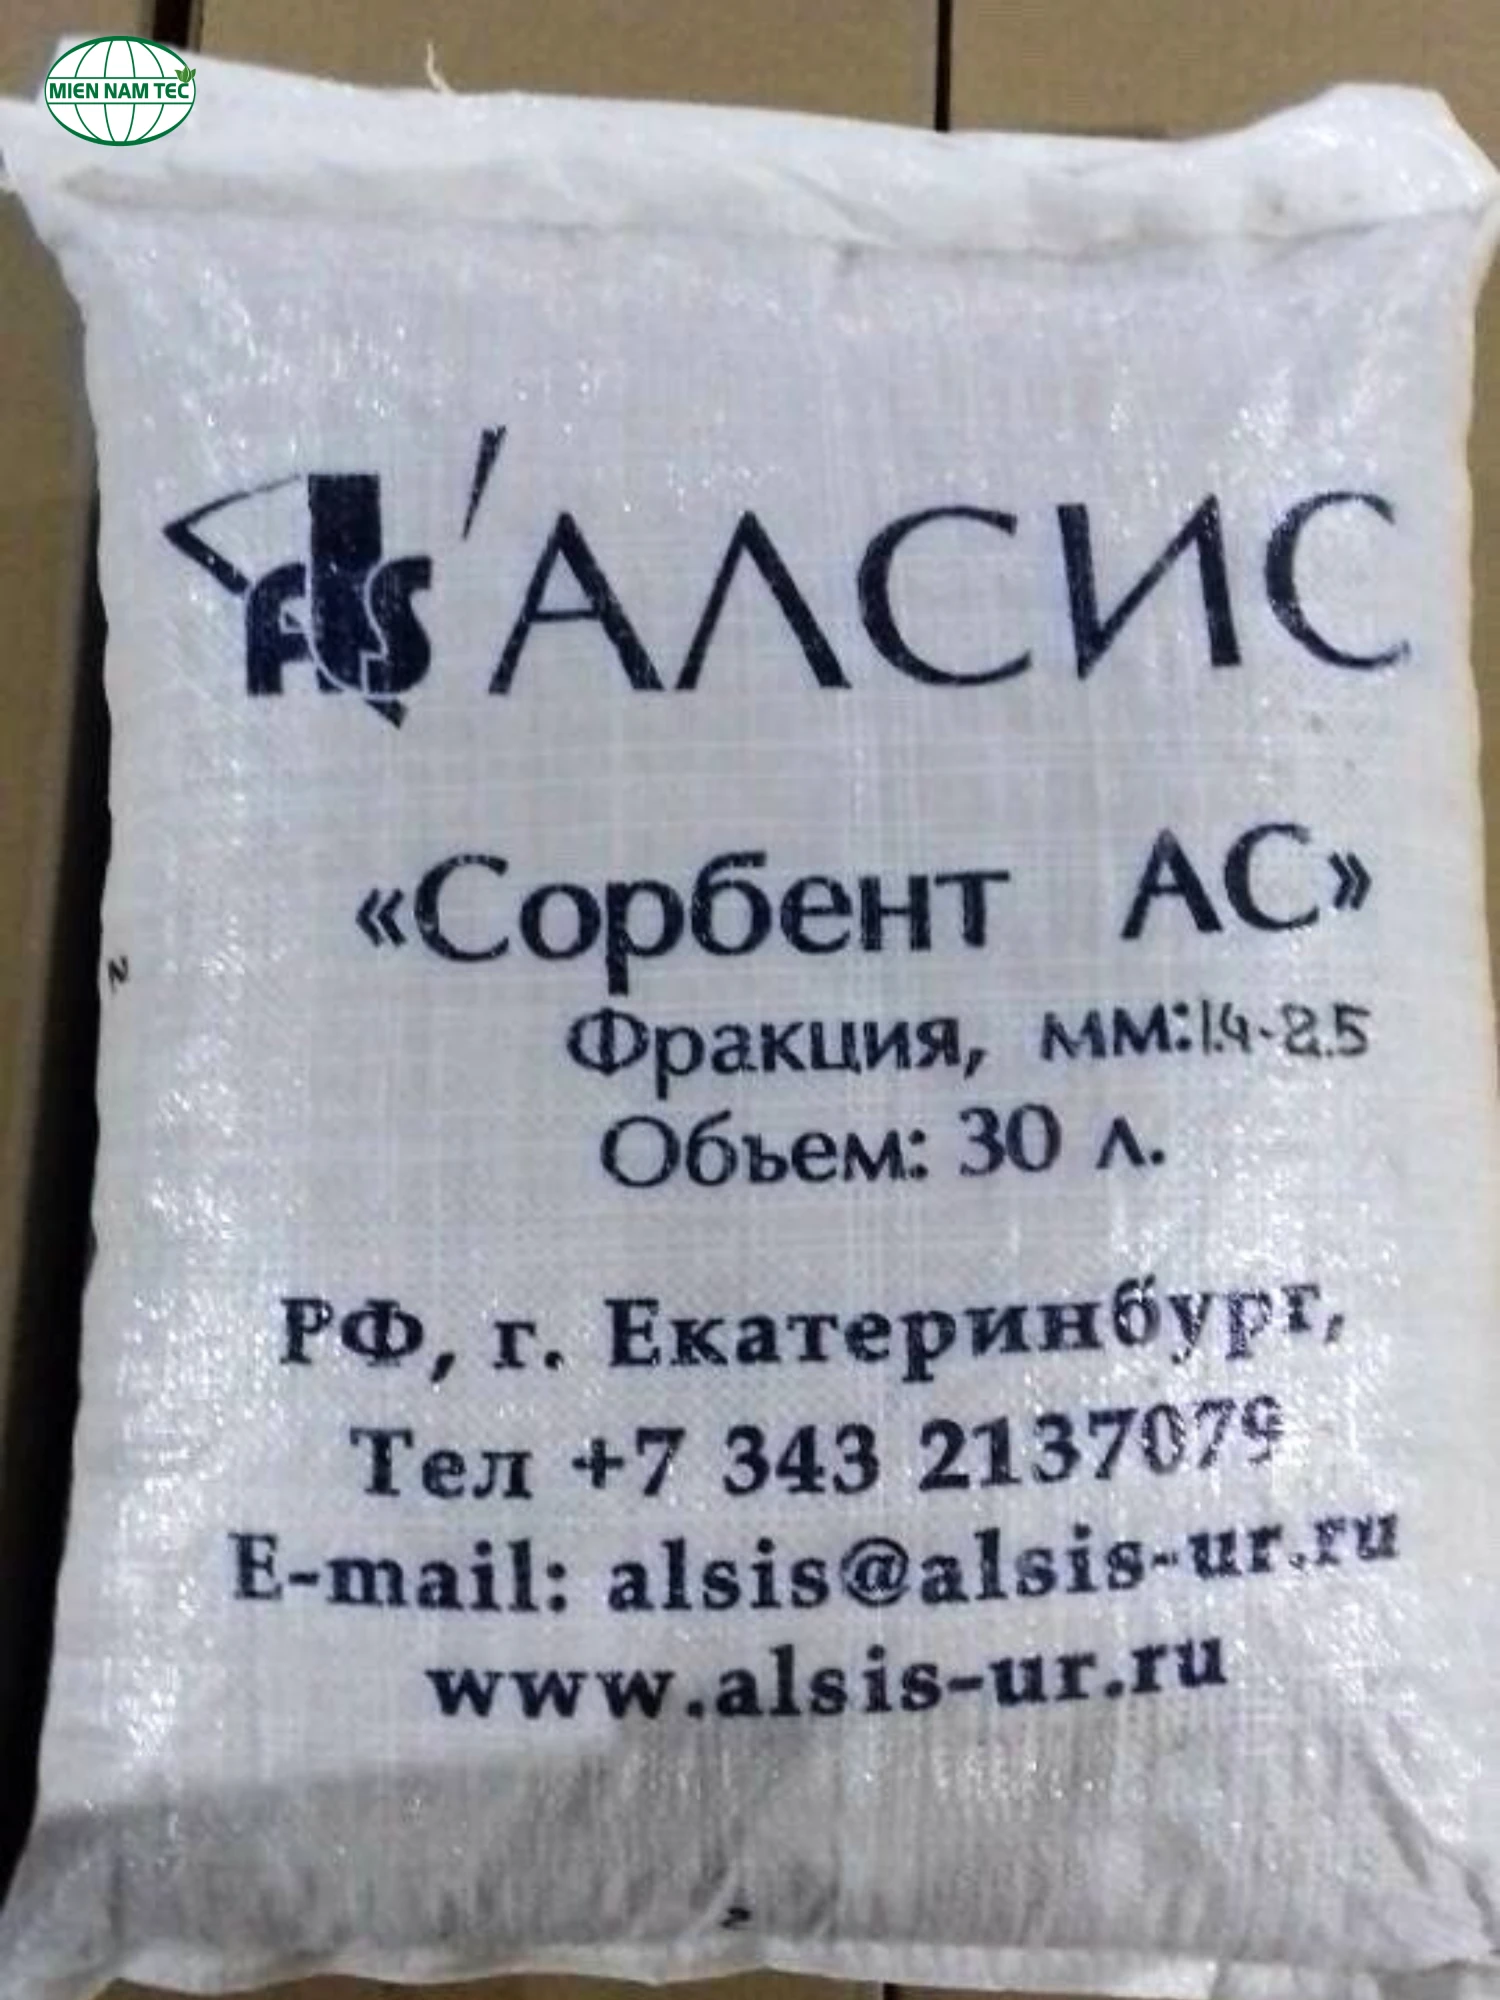 MIEN NAM TEC
ALS 'АЛСИС
«Сорбент АС»
Фракция, мм: 1.4-2.5
Объем: 30 л.
РФ, г. Екатеринбург,
Тел +7 343 2137079
E-mail: alsis@alsis-ur.ru
www.alsis-ur.ru